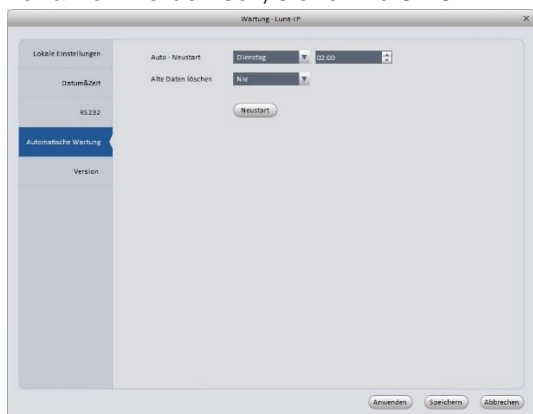 Wartung - Luna-IP
Lokale Einstellungen
Datum&Zeit
RS232
Automatische Wartung
Version
Auto - Neustart Dienstag 02:00
Alte Daten löschen Nie
Neustart
Anwenden Speichern Abbrechen